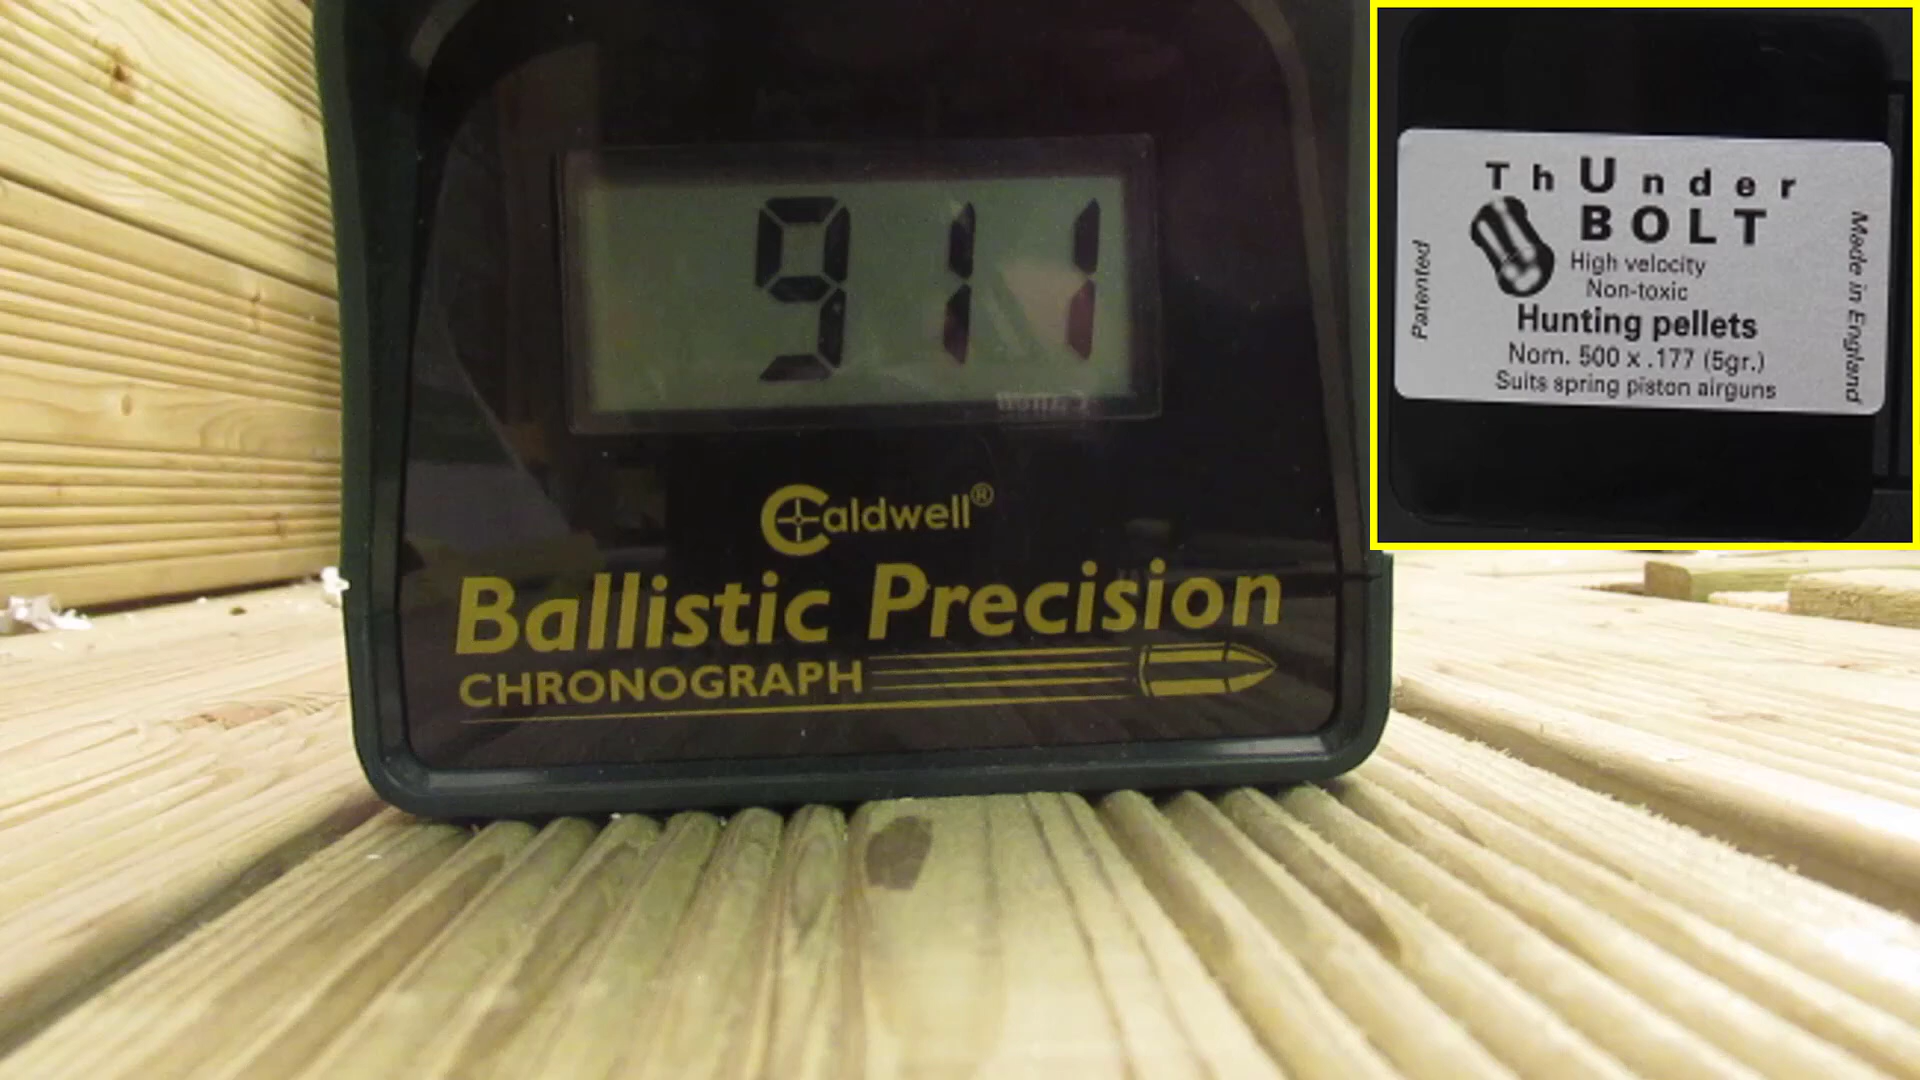 911
Caldwell®
Ballistic Precision
CHRONOGRAPH
ThUnder
BOLT
High velocity
Non-toxic
Hunting pellets
Nom. 500 x .177 (5gr.)
Suits spring piston airguns
Patented
Made in England